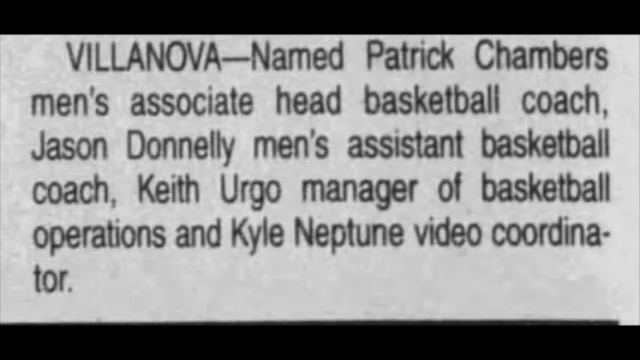 VILLANOVA—Named Patrick Chambers
men's associate head basketball coach,
Jason Donnelly men's assistant basketball
coach, Keith Urgo manager of basketball
operations and Kyle Neptune video coordina-
tor.